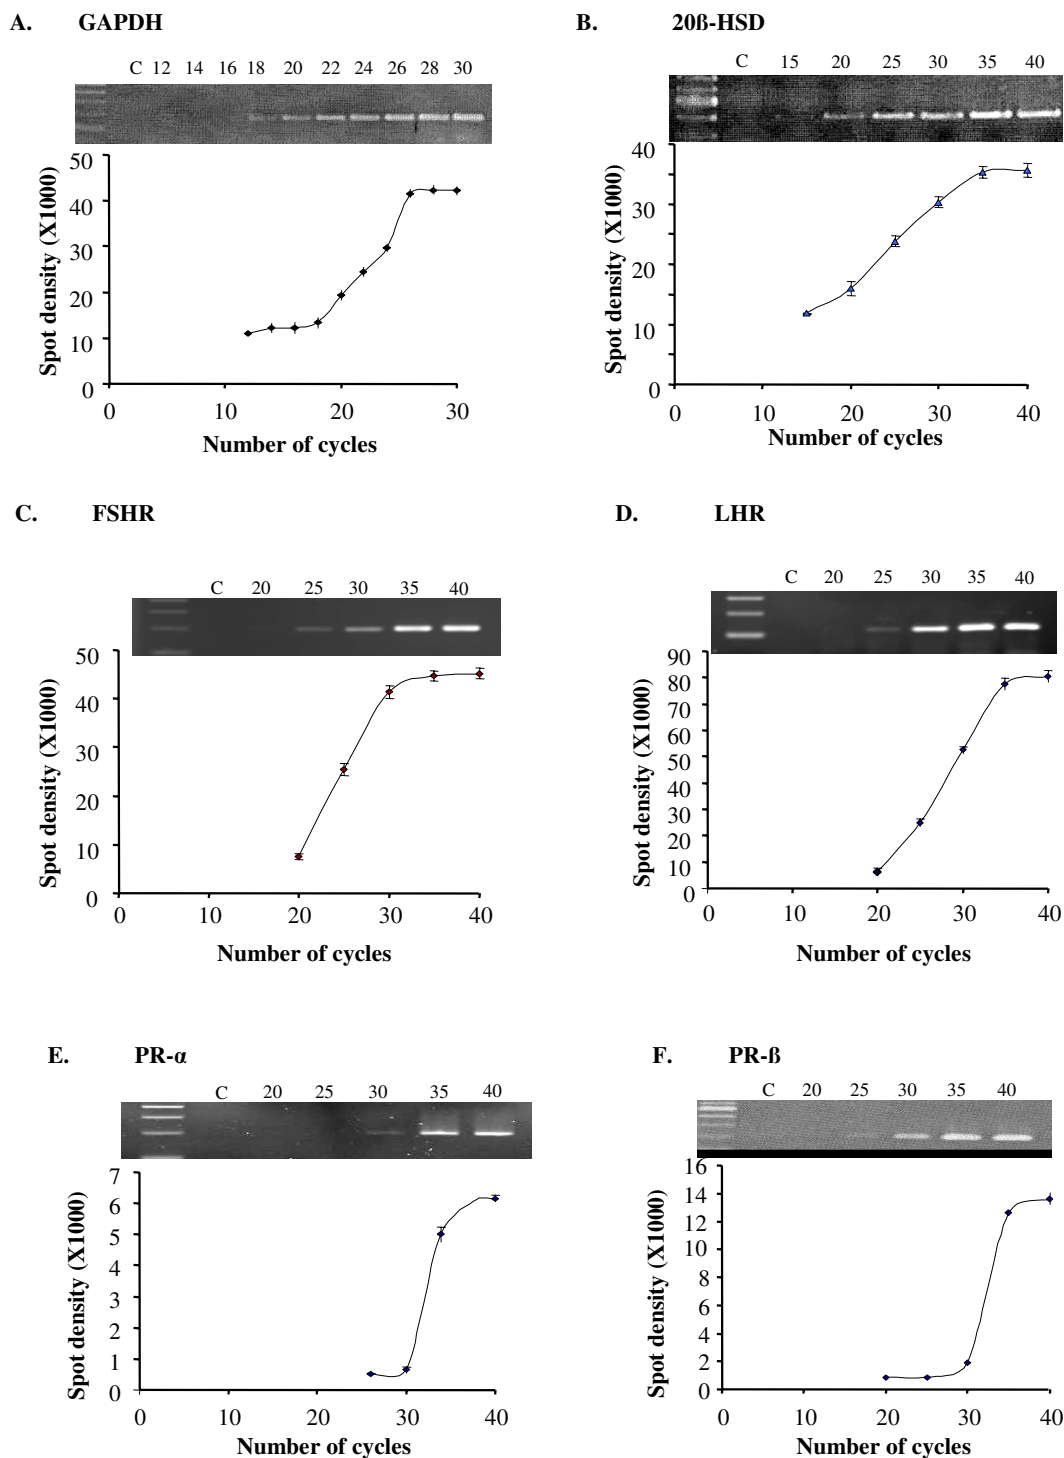 A. GAPDH
C 12 14 16 18 20 22 24 26 28 30
50
40
30
20
10
0
Spot density (X1000)
0 10 20 30
Number of cycles
B. 20ß-HSD
C 15 20 25 30 35 40
40
30
20
10
0
Spot density (X1000)
0 10 20 30 40
Number of cycles
C. FSHR
C 20 25 30 35 40
50
40
30
20
10
0
Spot density (X1000)
0 10 20 30 40
Number of cycles
D. LHR
C 20 25 30 35 40
90
80
70
60
50
40
30
20
10
0
Spot density (X1000)
0 10 20 30 40
Number of cycles
E. PR-α
C 20 25 30 35 40
7
6
5
4
3
2
1
0
Spot density (X1000)
0 10 20 30 40
Number of cycles
F. PR-ß
C 20 25 30 35 40
16
14
12
10
8
6
4
2
0
Spot density (X1000)
0 10 20 30 40
Number of cycles